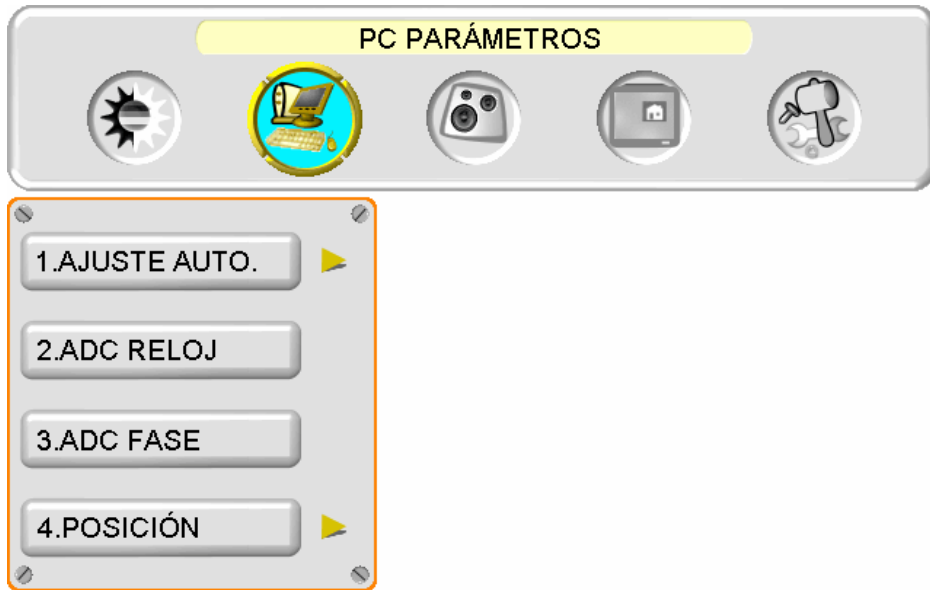 PC PARÁMETROS
1.AJUSTE AUTO.
2.ADC RELOJ
3.ADC FASE
4.POSICIÓN